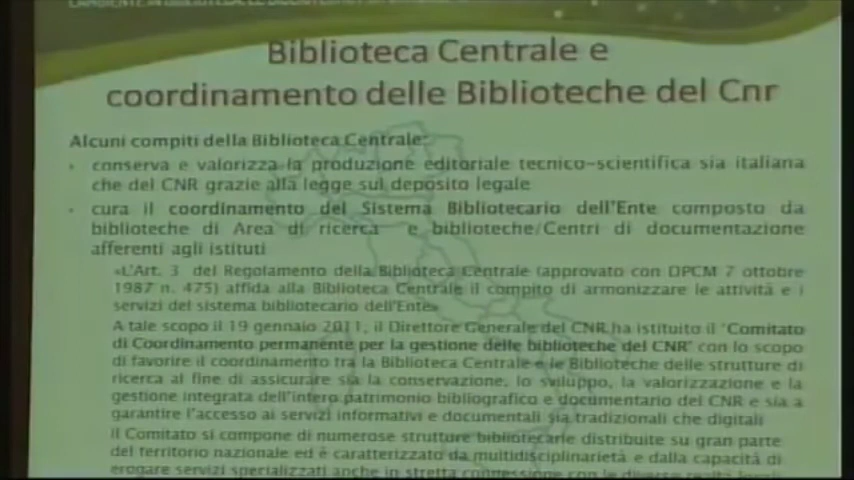 Biblioteca Centrale e
coordinamento delle Biblioteche del Cnr
Alcuni compiti della Biblioteca Centrale:
• conserva e valorizza la produzione editoriale tecnico-scientifica sia italiana
che del CNR grazie alla legge sul deposito legale
• cura il coordinamento del Sistema Bibliotecario dell'Ente composto da
biblioteche di Area di ricerca e biblioteche/Centri di documentazione
afferenti agli istituti
«L'Art. 3 del Regolamento della Biblioteca Centrale (approvato con DPCM 7 ottobre
1987 n. 475) affida alla Biblioteca Centrale il compito di armonizzare le attività e i
servizi del sistema bibliotecario dell'Ente»
A tale scopo il 19 gennaio 2011, il Direttore Generale del CNR ha istituito il "Comitato
di Coordinamento permanente per la gestione delle biblioteche del CNR" con lo scopo
di favorire il coordinamento tra la Biblioteca Centrale e le Biblioteche delle strutture di
ricerca al fine di assicurare sia la conservazione, lo sviluppo, la valorizzazione e la
gestione integrata dell'intero patrimonio bibliografico e documentario del CNR e sia a
garantire l'accesso ai servizi informativi e documentali sia tradizionali che digitali
Il Comitato si compone di numerose strutture bibliotecarie distribuite su gran parte
del territorio nazionale ed è caratterizzato da multidisciplinarietà e dalla capacità di
erogare servizi specializzati anche in stretta connessione con le diverse realtà locali